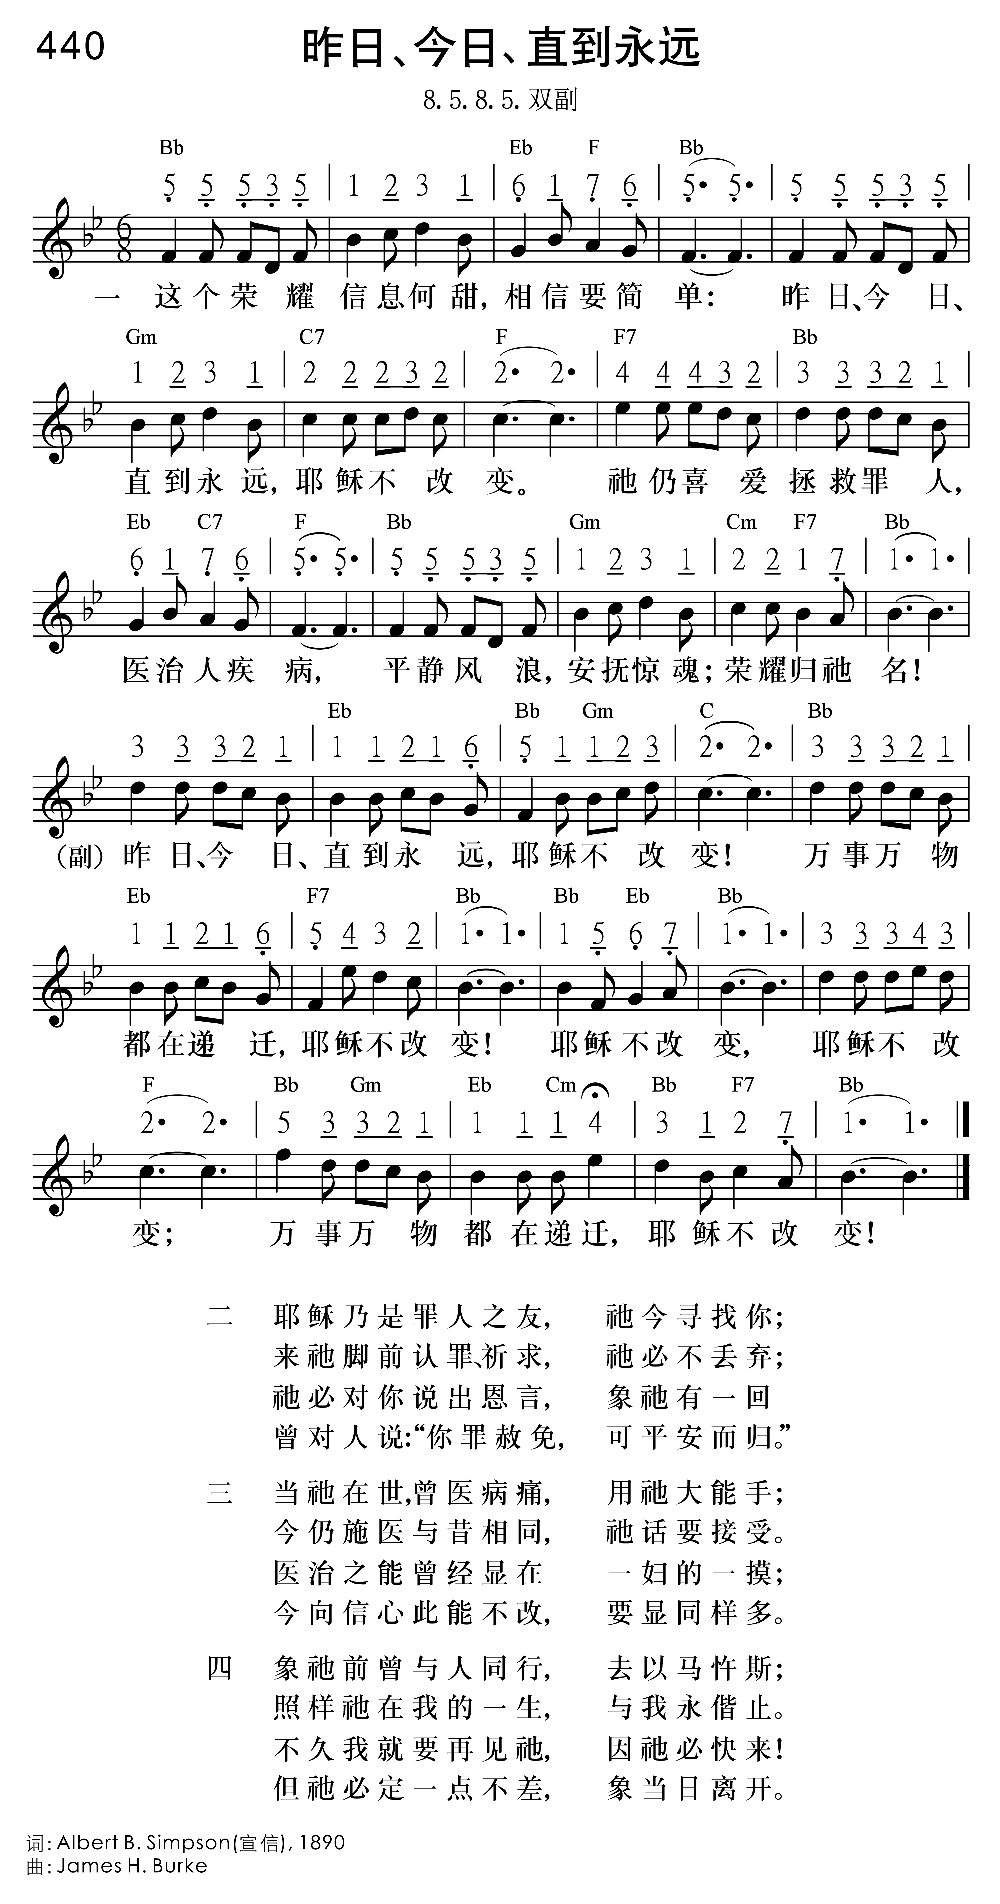 440 昨日、今日、直到永远
8. 5. 8. 5. 双副
Bb Eb F Bb
5 5 5 3 5 | 1 2 3 1 | 6 1 7 6 | 5· 5· | 5 5 5 3 5 |
6/8
一 这个荣耀信息何甜,相信要简单:昨日、今日、
Gm C7 F F7 Bb
1 2 3 1 | 2 2 2 3 2 | 2· 2· | 4 4 4 3 2 | 3 3 3 2 1 |
直到永远,耶稣不改变。祂仍喜爱拯救罪人,
Eb C7 F Bb Gm Cm F7 Bb
6 1 7 6 | 5· 5· | 5 5 5 3 5 | 1 2 3 1 | 2 2 1 7 | 1· 1· |
医治人疾病,平静风浪,安抚惊魂;荣耀归祂名!
Eb Bb Gm C Bb
3 3 3 2 1 | 1 1 2 1 6 | 5 1 1 2 3 | 2· 2· | 3 3 3 2 1 |
(副) 昨日、今日、直到永远,耶稣不改变!万事万物
Eb F7 Bb Bb Eb Bb
1 1 2 1 6 | 5 4 3 2 | 1· 1· | 1 5 6 7 | 1· 1· | 3 3 3 4 3 |
都在递迁,耶稣不改变!耶稣不改变,耶稣不改
F Bb Gm Eb Cm Bb F7 Bb
2· 2· | 5 3 3 2 1 | 1 1 1 4 | 3 1 2 7 | 1· 1· |
变;万事万物都在递迁,耶稣不改变!
二 耶稣乃是罪人之友, 祂今寻找你;
来祂脚前认罪、祈求, 祂必不丢弃;
祂必对你说出恩言, 象祂有一回
曾对人说:“你罪赦免, 可平安而归。”
三 当祂在世,曾医病痛, 用祂大能手;
今仍施医与昔相同, 祂话要接受。
医治之能曾经显在 一妇的一摸;
今向信心此能不改, 要显同样多。
四 象祂前曾与人同行, 去以马忤斯;
照样祂在我的一生, 与我永偕止。
不久我就要再见祂, 因祂必快来!
但祂必定一点不差, 象当日离开。
词: Albert B. Simpson(宣信), 1890
曲: James H. Burke